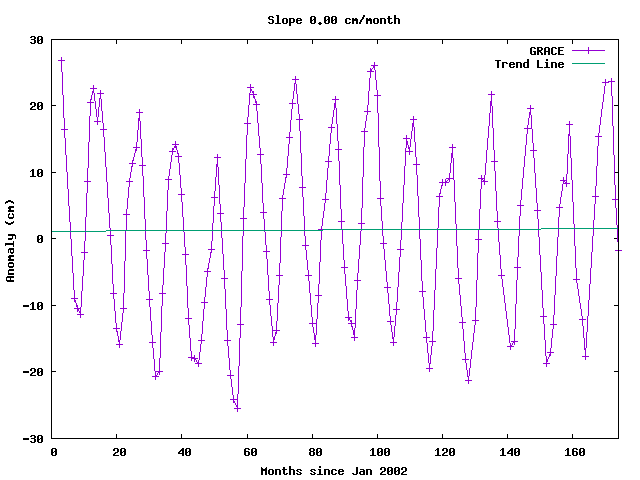 Slope 0.00 cm/month
GRACE
Trend Line
30
20
10
0
-10
-20
-30
Anomaly (cm)
0 20 40 60 80 100 120 140 160
Months since Jan 2002